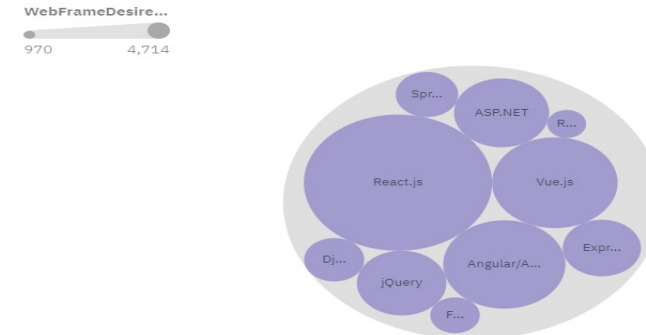 WebFrameDesire...
970 4,714
Spr...
ASP.NET
R...
React.js
Vue.js
Expr...
Dj...
Angular/A...
jQuery
F...